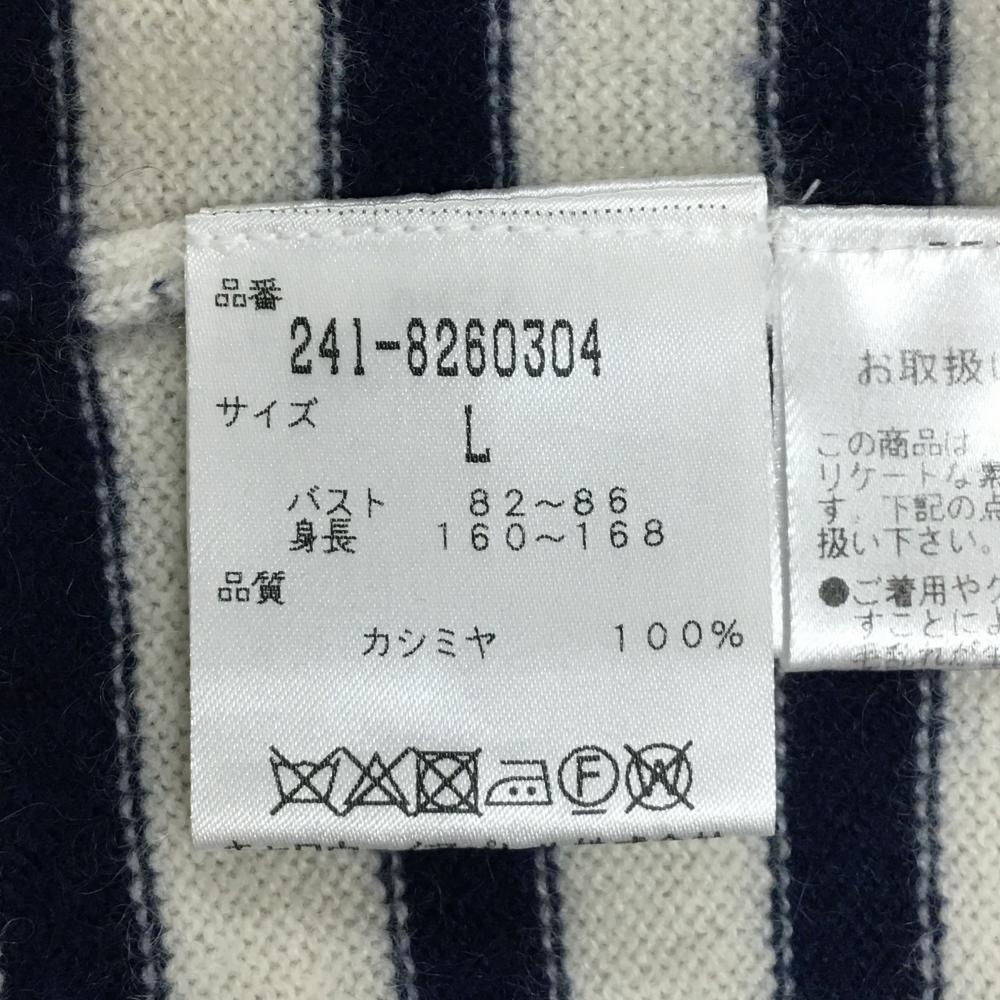 品番
241-8260304
サイズ
L
バスト 82~86
身長 160~168
品質
カシミヤ 100%
F
W
お取扱
この商品は
リケートな素
す。下記の点
扱い下さい。
●ご着用や
すことによ